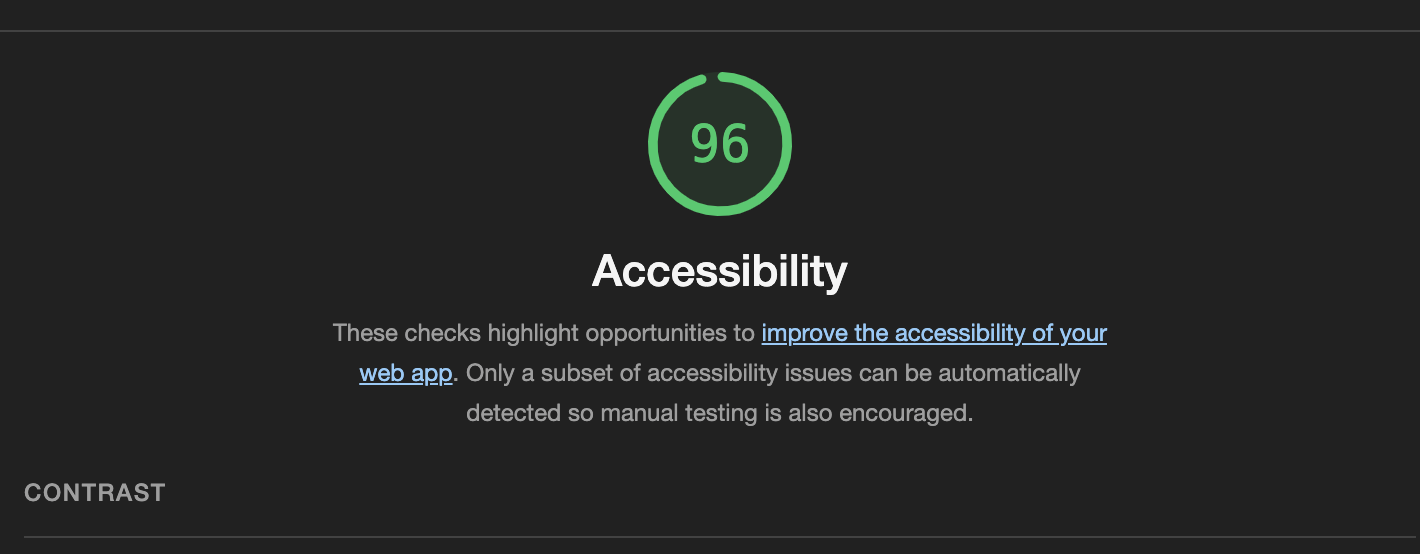 96
Accessibility
These checks highlight opportunities to improve the accessibility of your
web app. Only a subset of accessibility issues can be automatically
detected so manual testing is also encouraged.
CONTRAST